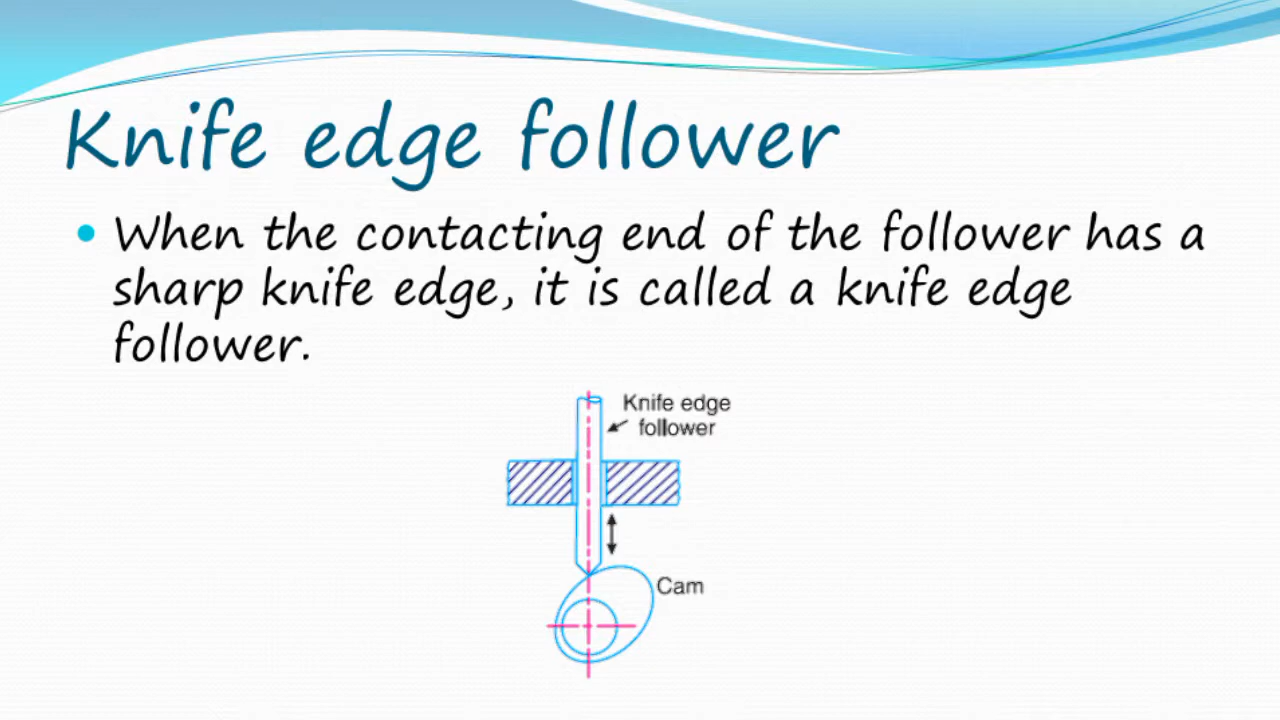 Knife edge follower
• When the contacting end of the follower has a
sharp knife edge, it is called a knife edge
follower.
Knife edge
follower
Cam